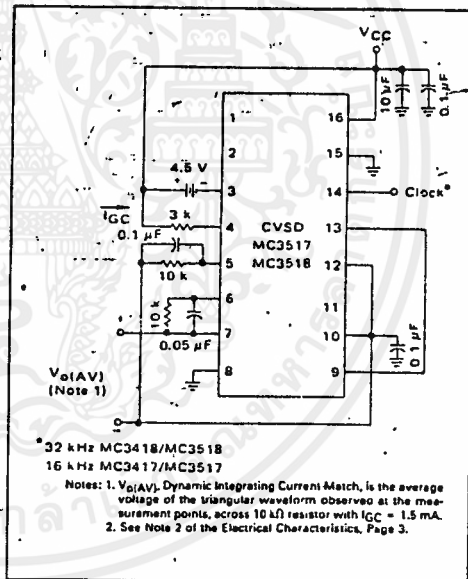 VCC
10 µF
0.1 µF
1
16
2
15
4.5 V
+
-
3
14
Clock*
IGC
3 k
4
CVSD
MC3517
MC3518
13
0.1 µF
10 k
5
12
6
11
10 k
0.05 µF
7
10
0.1 µF
+
Vo(AV)
(Note 1)
8
9
-
*32 kHz MC3418/MC3518
16 kHz MC3417/MC3517
Notes: 1. Vo(AV), Dynamic Integrating Current Match, is the average
voltage of the triangular waveform observed at the mea-
surement points, across 10 kΩ resistor with IGC = 1.5 mA.
2. See Note 2 of the Electrical Characteristics, Page 3.